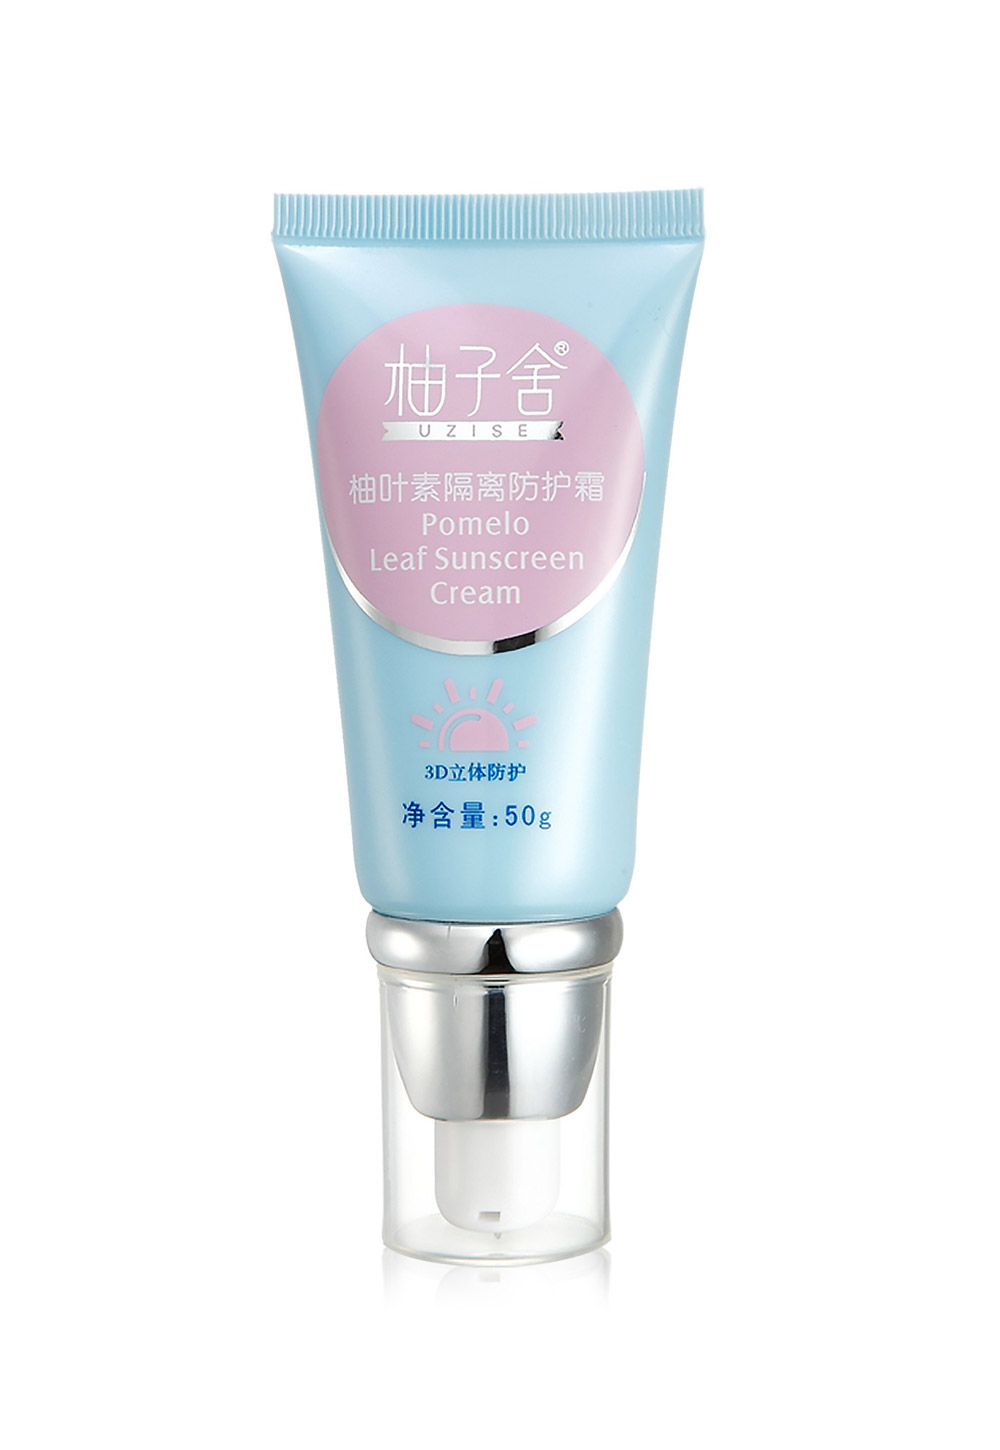 柚子舍®
UZISE
柚叶素隔离防护霜
Pomelo
Leaf Sunscreen
Cream
3D立体防护
净含量:50g